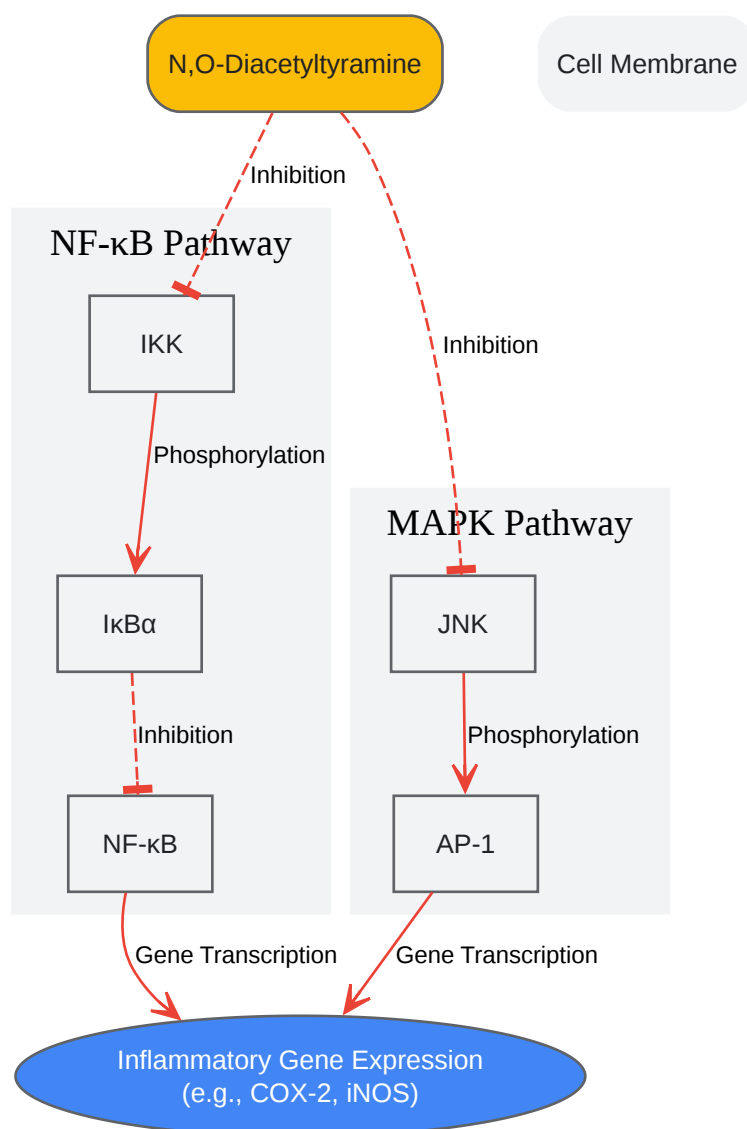 N,O-Diacetyltyramine
Cell Membrane
Inhibition
NF-κB Pathway
IKK
Inhibition
Phosphorylation
MAPK Pathway
IκBα
JNK
Inhibition
Phosphorylation
NF-κB
AP-1
Gene Transcription
Gene Transcription
Inflammatory Gene Expression
(e.g., COX-2, iNOS)